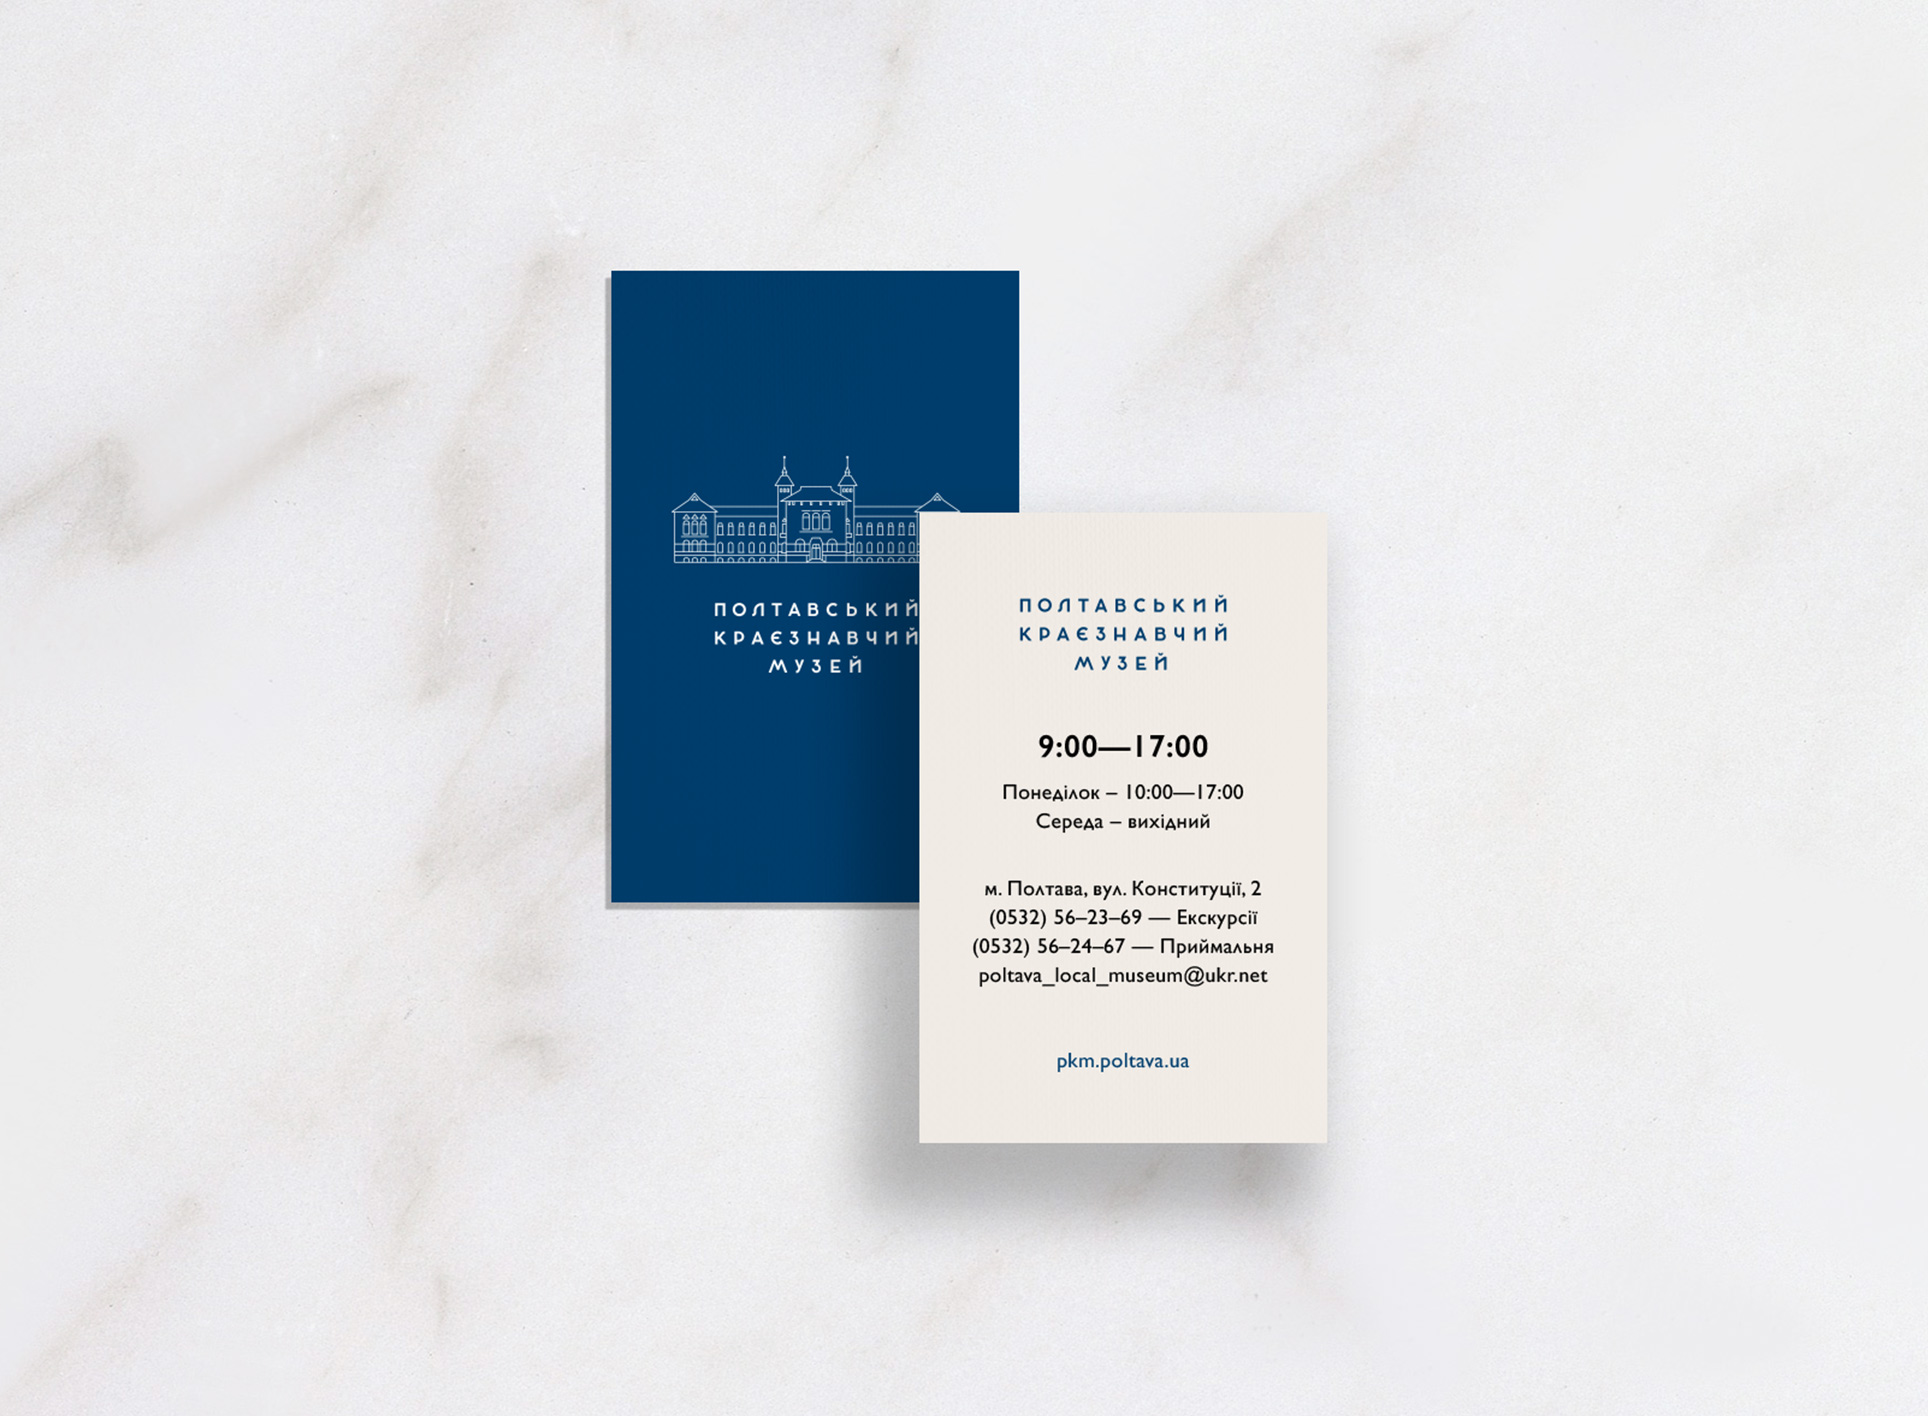 ПОЛТАВСЬКИЙ
КРАЄЗНАВЧИЙ
МУЗЕЙ
ПОЛТАВСЬКИЙ
КРАЄЗНАВЧИЙ
МУЗЕЙ
9:00—17:00
Понеділок – 10:00—17:00
Середа – вихідний
м. Полтава, вул. Конституції, 2
(0532) 56–23–69 — Екскурсії
(0532) 56–24–67 — Приймальня
poltava_local_museum@ukr.net
pkm.poltava.ua